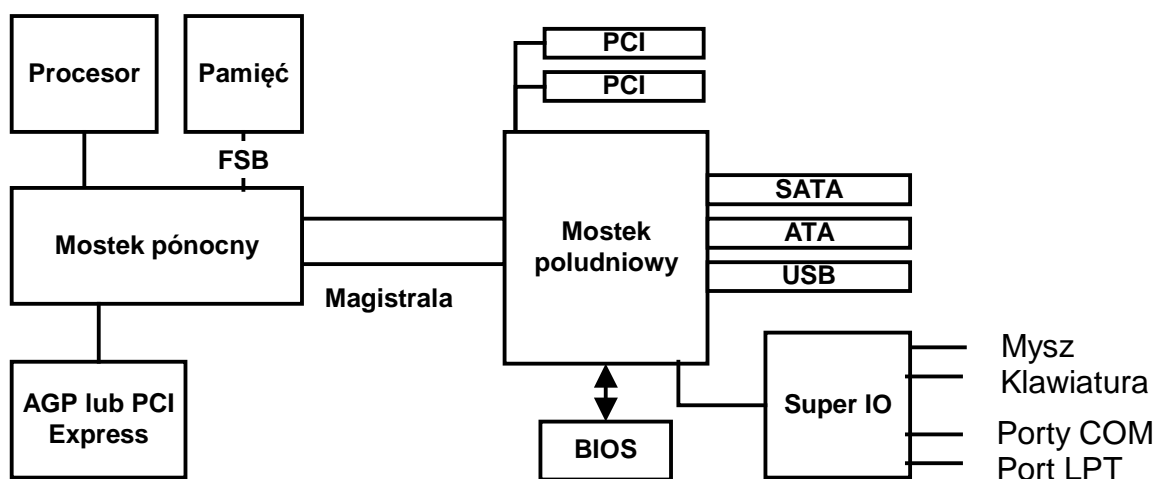 PCI
PCI
Procesor
Pamięć
FSB
Mostek pónocny
Magistrala
Mostek
poludniowy
SATA
ATA
USB
AGP lub PCI
Express
BIOS
Super IO
Mysz
Klawiatura
Porty COM
Port LPT